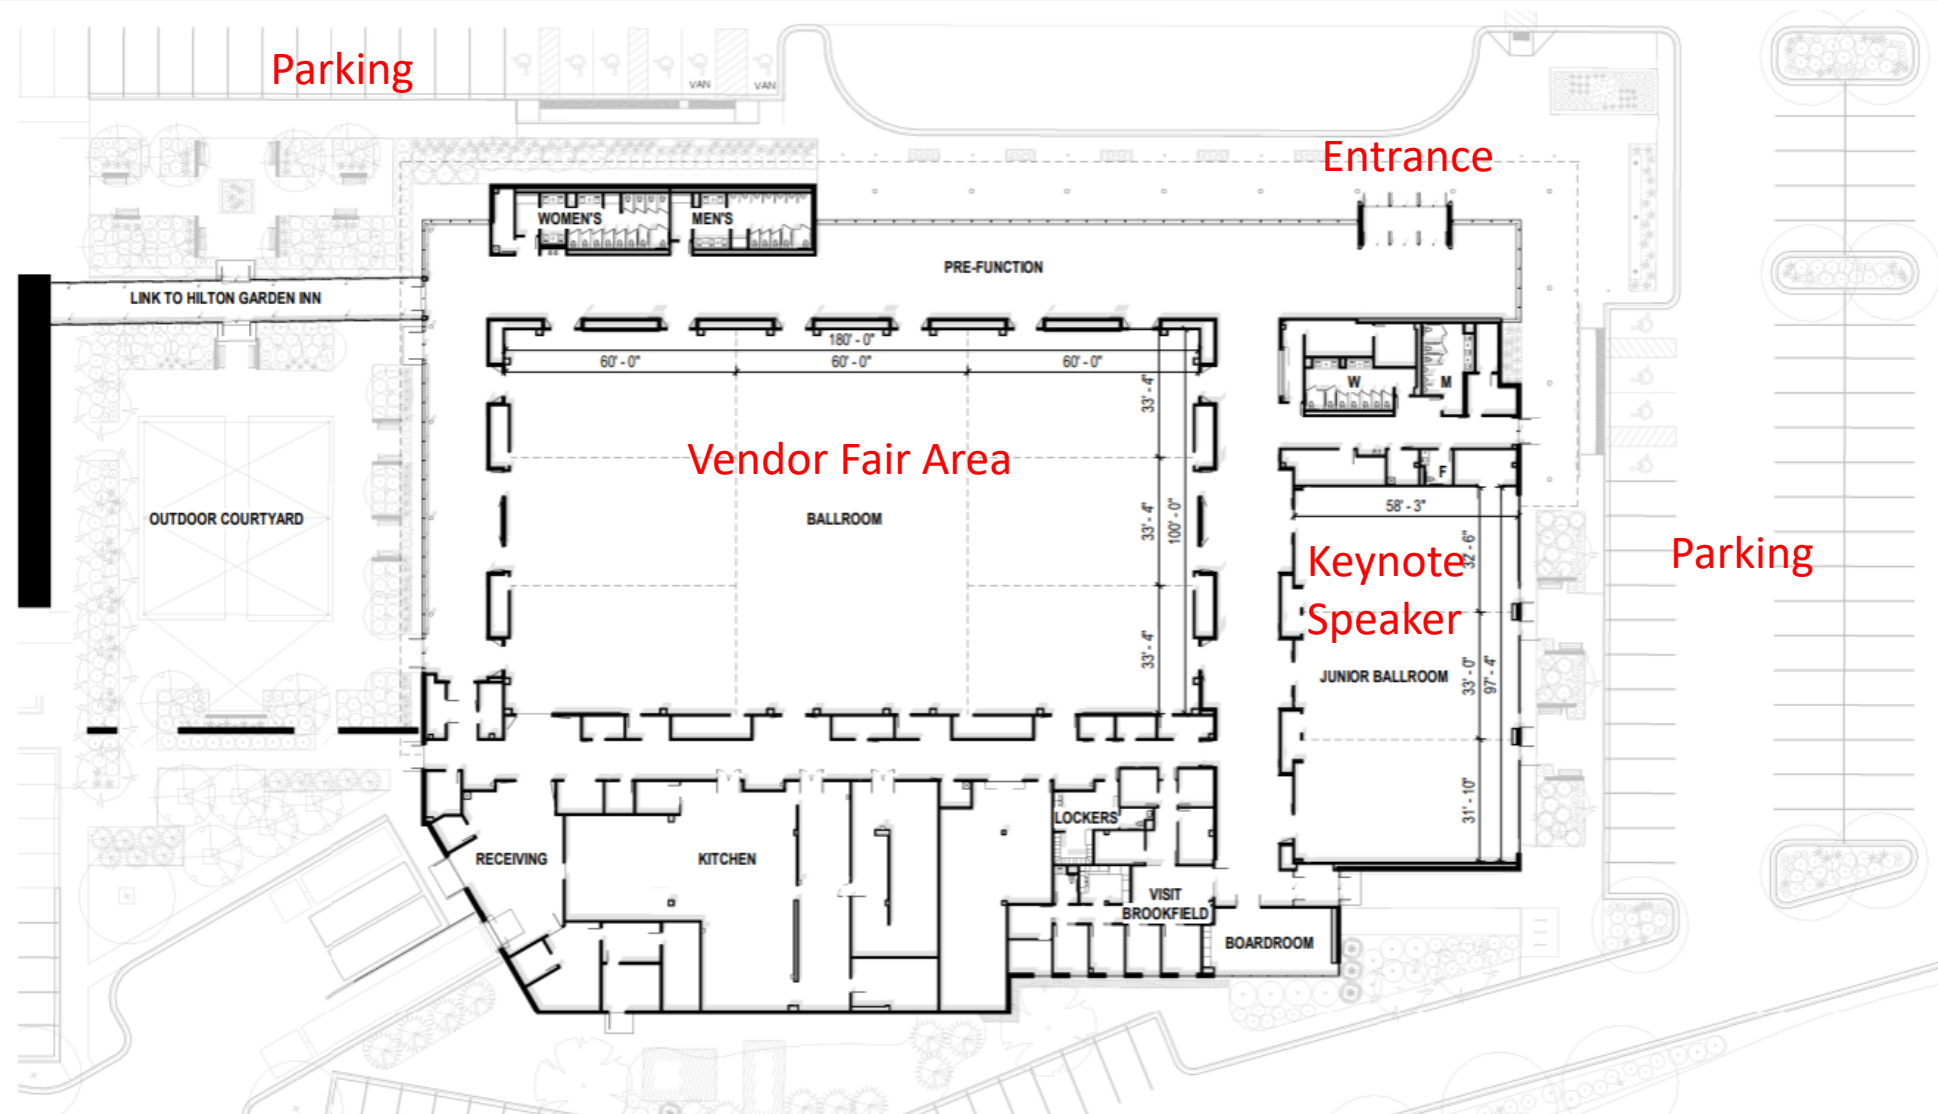 Parking
VAN
VAN
Entrance
WOMEN'S
MEN'S
PRE-FUNCTION
LINK TO HILTON GARDEN INN
180' - 0"
60' - 0"
60' - 0"
60' - 0"
33' - 4"
W
M
Vendor Fair Area
F
OUTDOOR COURTYARD
BALLROOM
33' - 4"
100' - 0"
58' - 3"
32' - 6"
Keynote
Speaker
Parking
33' - 4"
JUNIOR BALLROOM
33' - 0"
97' - 4"
31' - 10"
LOCKERS
RECEIVING
KITCHEN
VISIT
BROOKFIELD
BOARDROOM